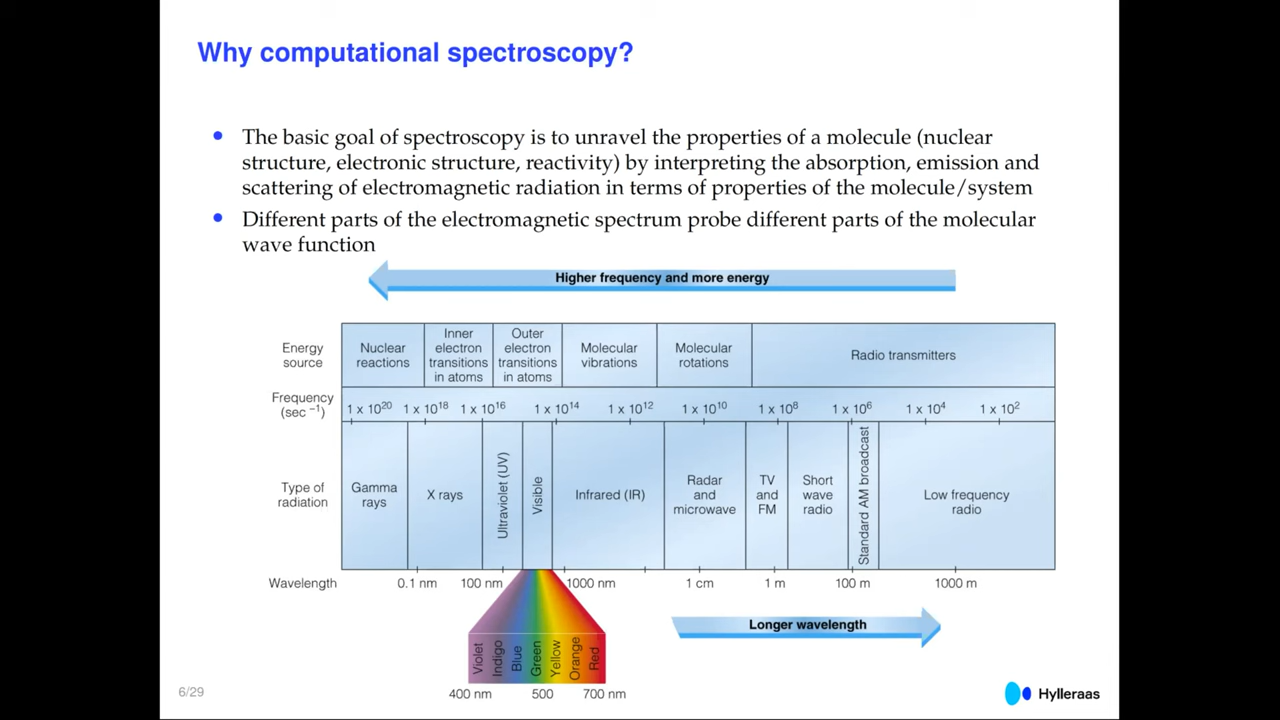 Why computational spectroscopy?
• The basic goal of spectroscopy is to unravel the properties of a molecule (nuclear
structure, electronic structure, reactivity) by interpreting the absorption, emission and
scattering of electromagnetic radiation in terms of properties of the molecule/system
• Different parts of the electromagnetic spectrum probe different parts of the molecular
wave function
Higher frequency and more energy
Energy
source
Nuclear
reactions
Inner
electron
transitions
in atoms
Outer
electron
transitions
in atoms
Molecular
vibrations
Molecular
rotations
Radio transmitters
Frequency
(sec ⁻¹)
1 x 10²⁰ 1 x 10¹⁸ 1 x 10¹⁶ 1 x 10¹⁴ 1 x 10¹² 1 x 10¹⁰ 1 x 10⁸ 1 x 10⁶ 1 x 10⁴ 1 x 10²
Type of
radiation
Gamma
rays
X rays
Ultraviolet (UV)
Visible
Infrared (IR)
Radar
and
microwave
TV
and
FM
Short
wave
radio
Standard AM broadcast
Low frequency
radio
Wavelength 0.1 nm 100 nm 1000 nm 1 cm 1 m 100 m 1000 m
Longer wavelength
Violet
Indigo
Blue
Green
Yellow
Orange
Red
400 nm 500 700 nm
6/29
Hylleraas